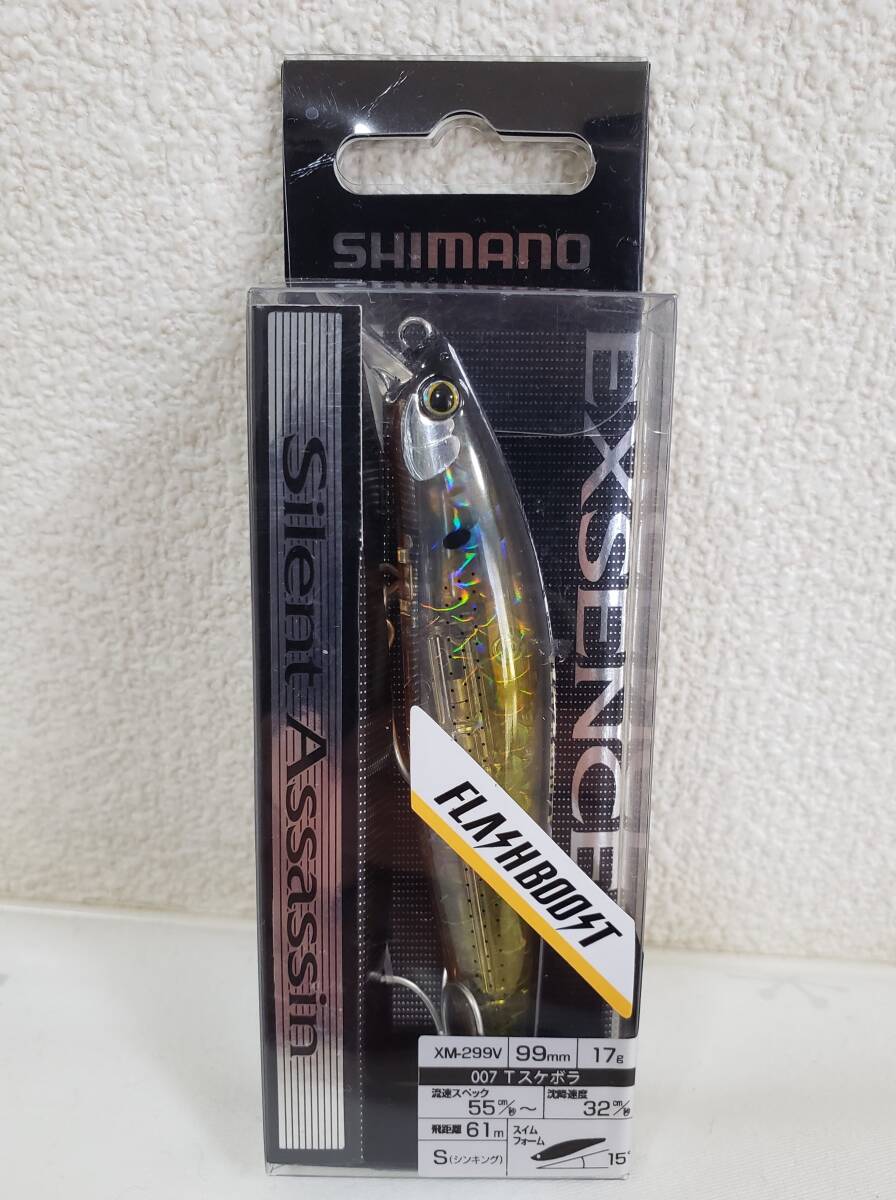 SHIMANO
EXSENCE
Silent Assassin
FLASHBOOST
XM-299V 99mm 17g
007 Tスケボラ
流速スペック 55cm/秒～ 沈降速度 32cm/秒
飛距離 61m スイムフォーム 15°
S(シンキング)